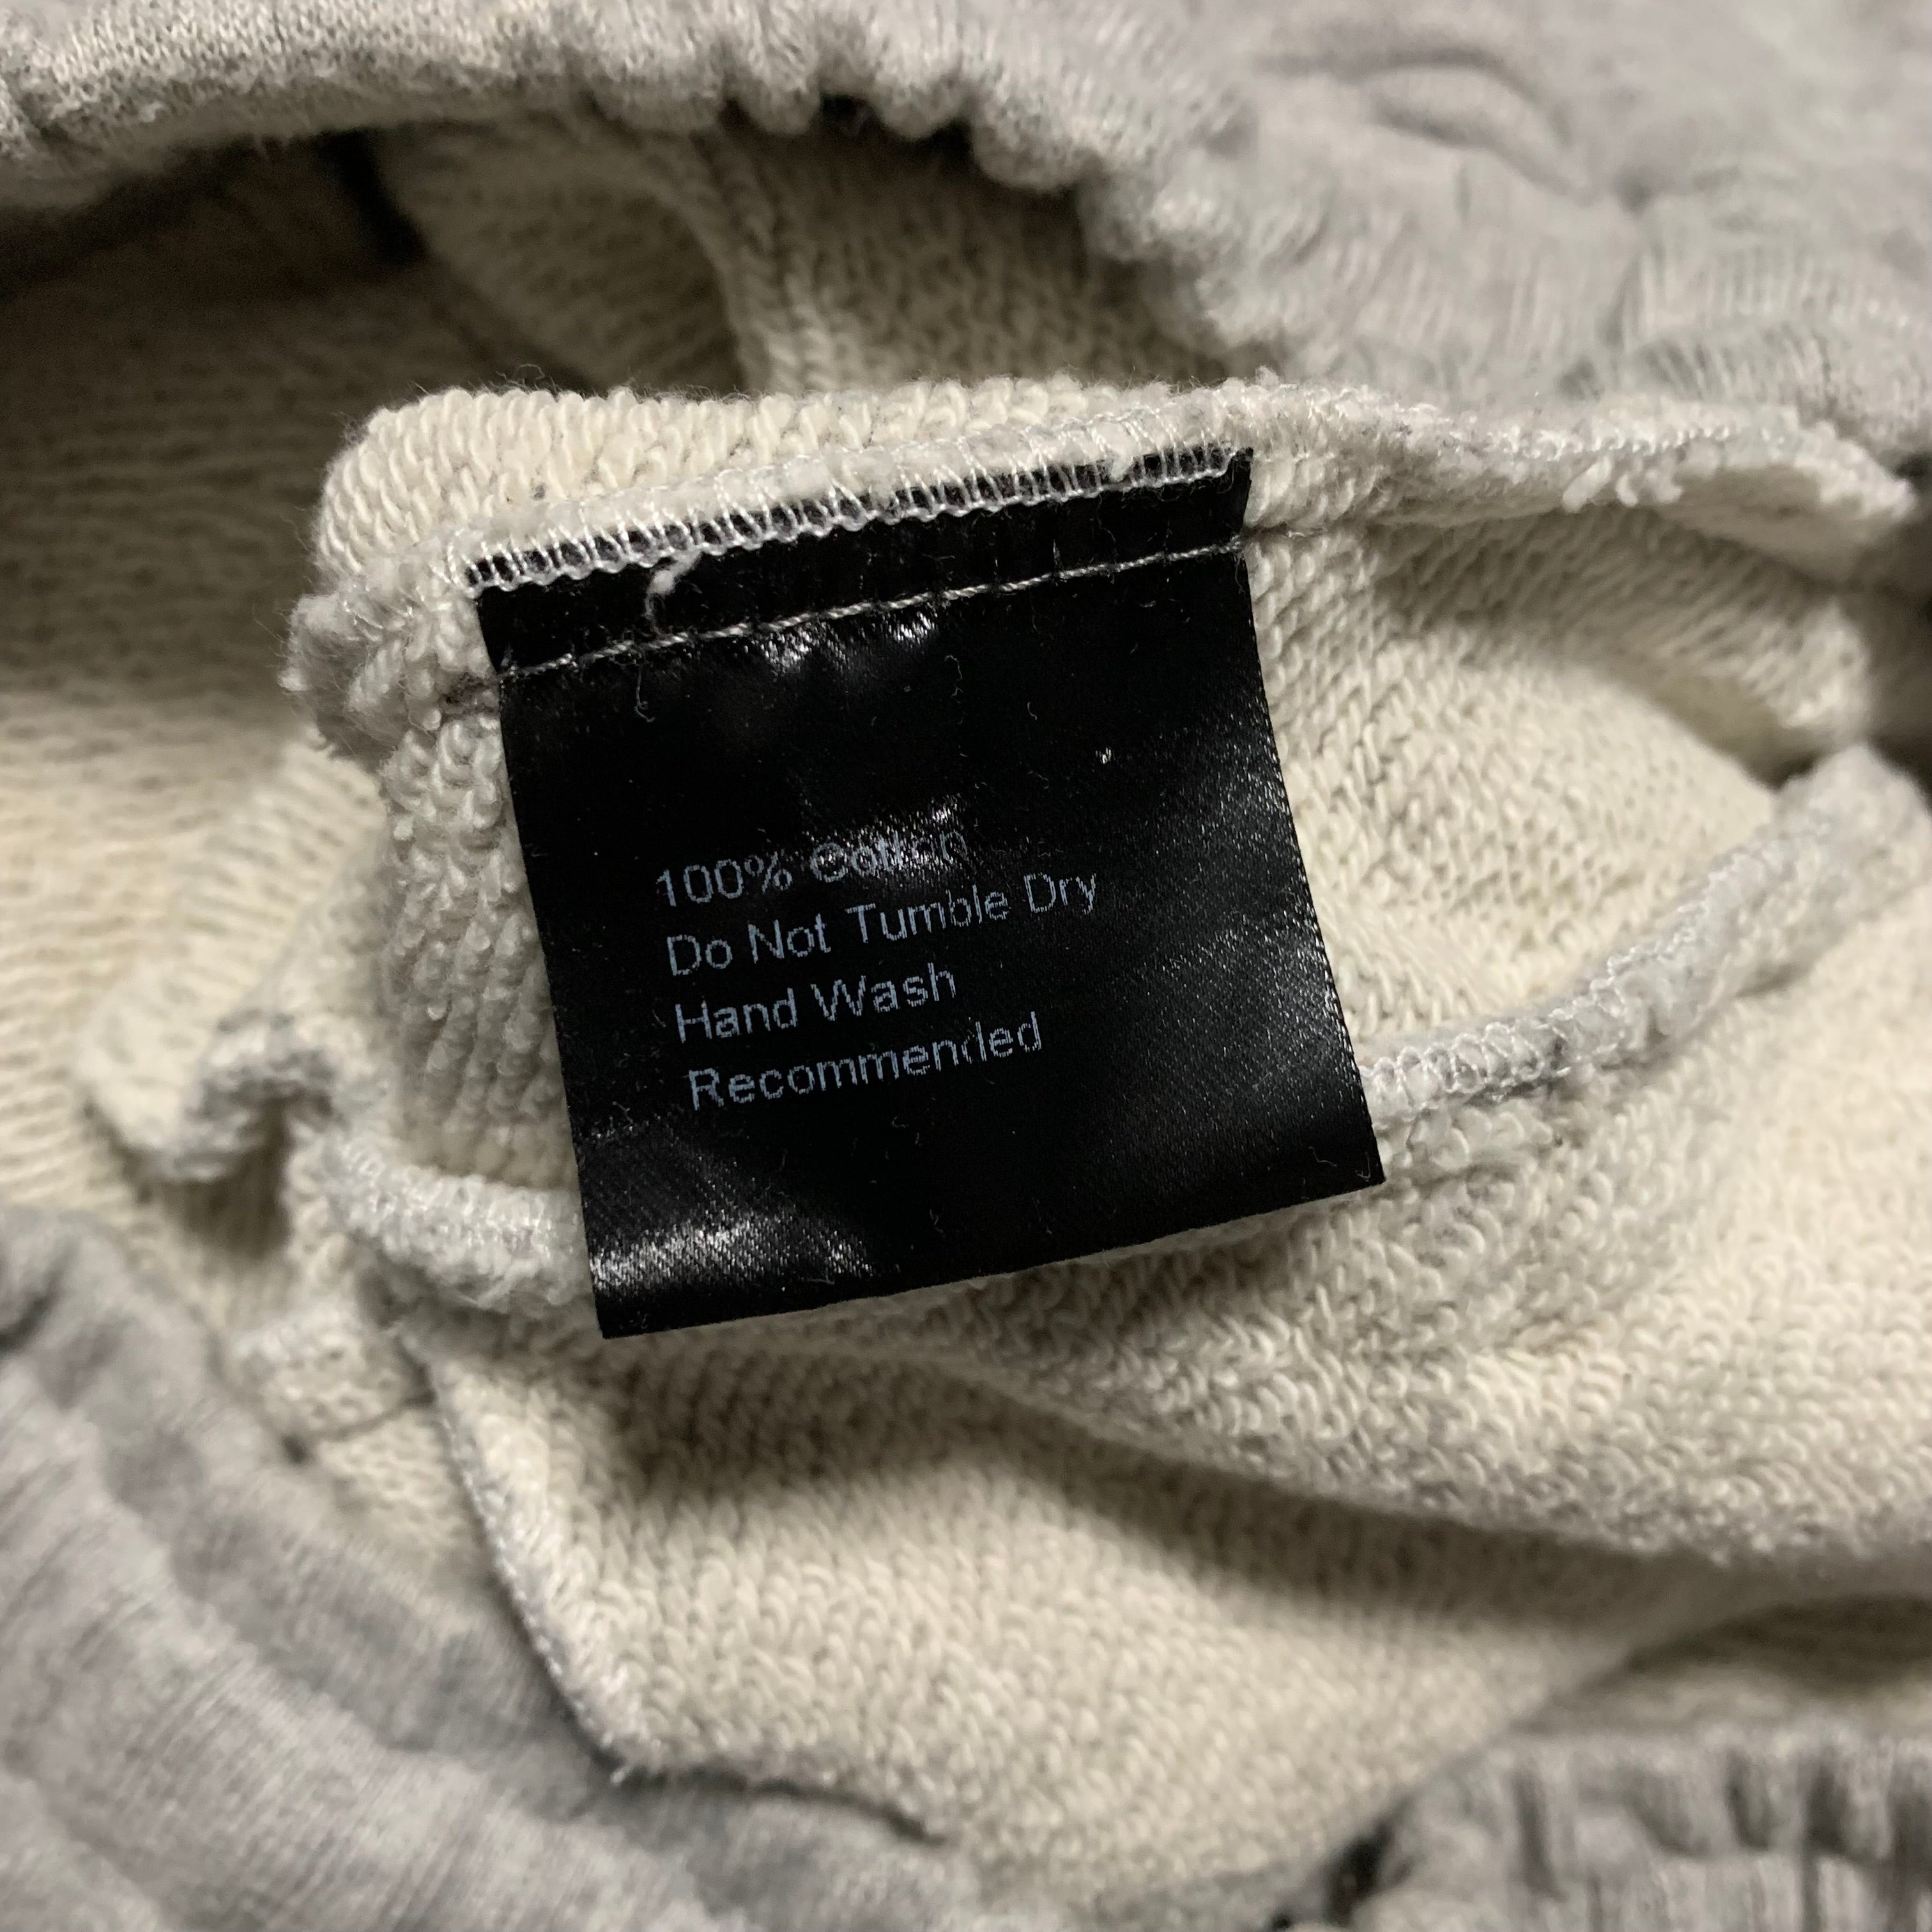 100% Cotton
Do Not Tumble Dry
Hand Wash
Recommended